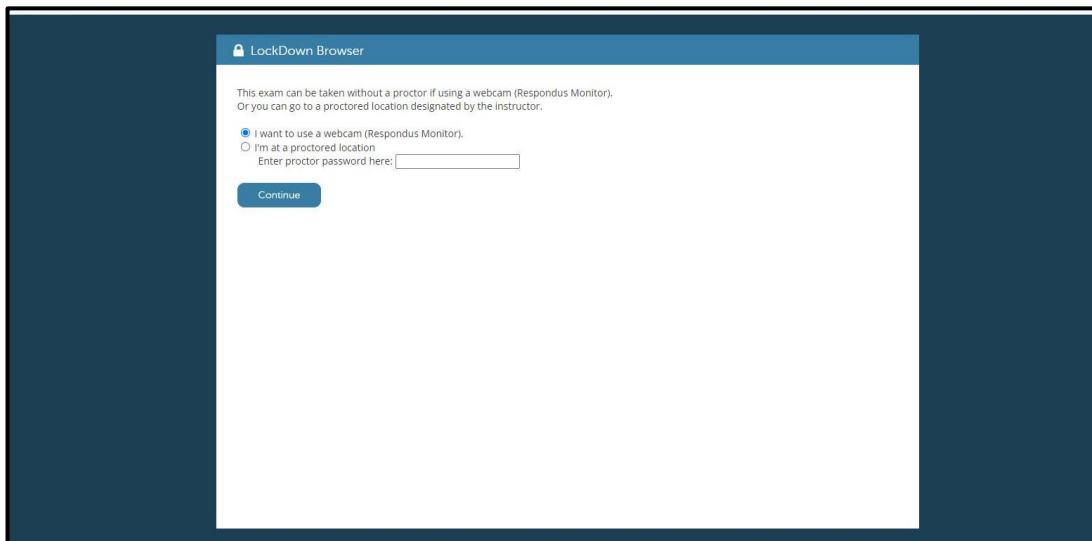 LockDown Browser
This exam can be taken without a proctor if using a webcam (Respondus Monitor).
Or you can go to a proctored location designated by the instructor.
I want to use a webcam (Respondus Monitor).
I'm at a proctored location
Enter proctor password here:
Continue